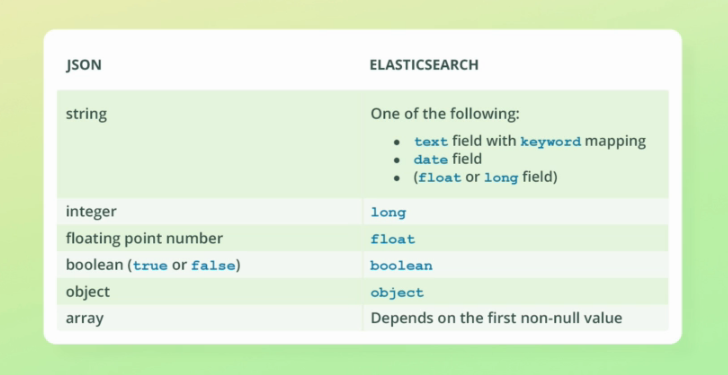 JSON ELASTICSEARCH
string One of the following:
• text field with keyword mapping
• date field
• (float or long field)
integer long
floating point number float
boolean (true or false) boolean
object object
array Depends on the first non-null value